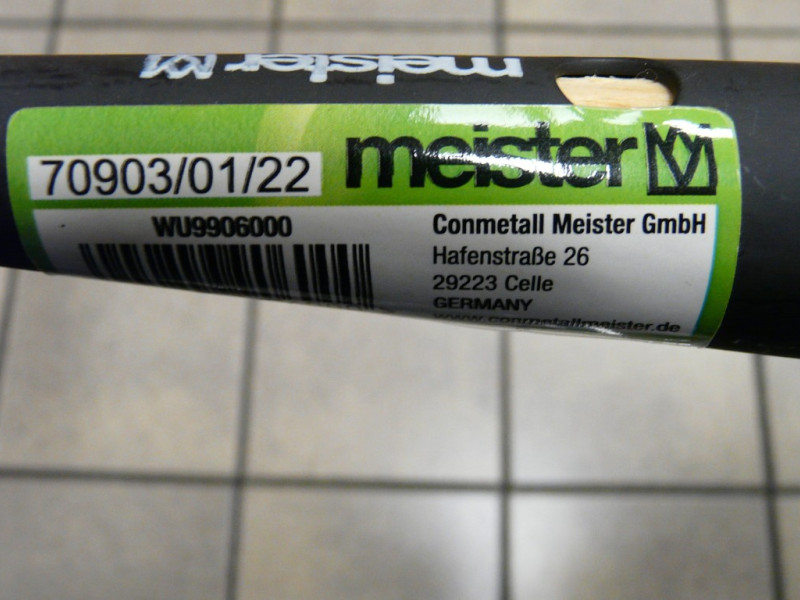 meister
meister
70903/01/22
WU9906000
Conmetall Meister GmbH
Hafenstraße 26
29223 Celle
GERMANY
www.conmetallmeister.de